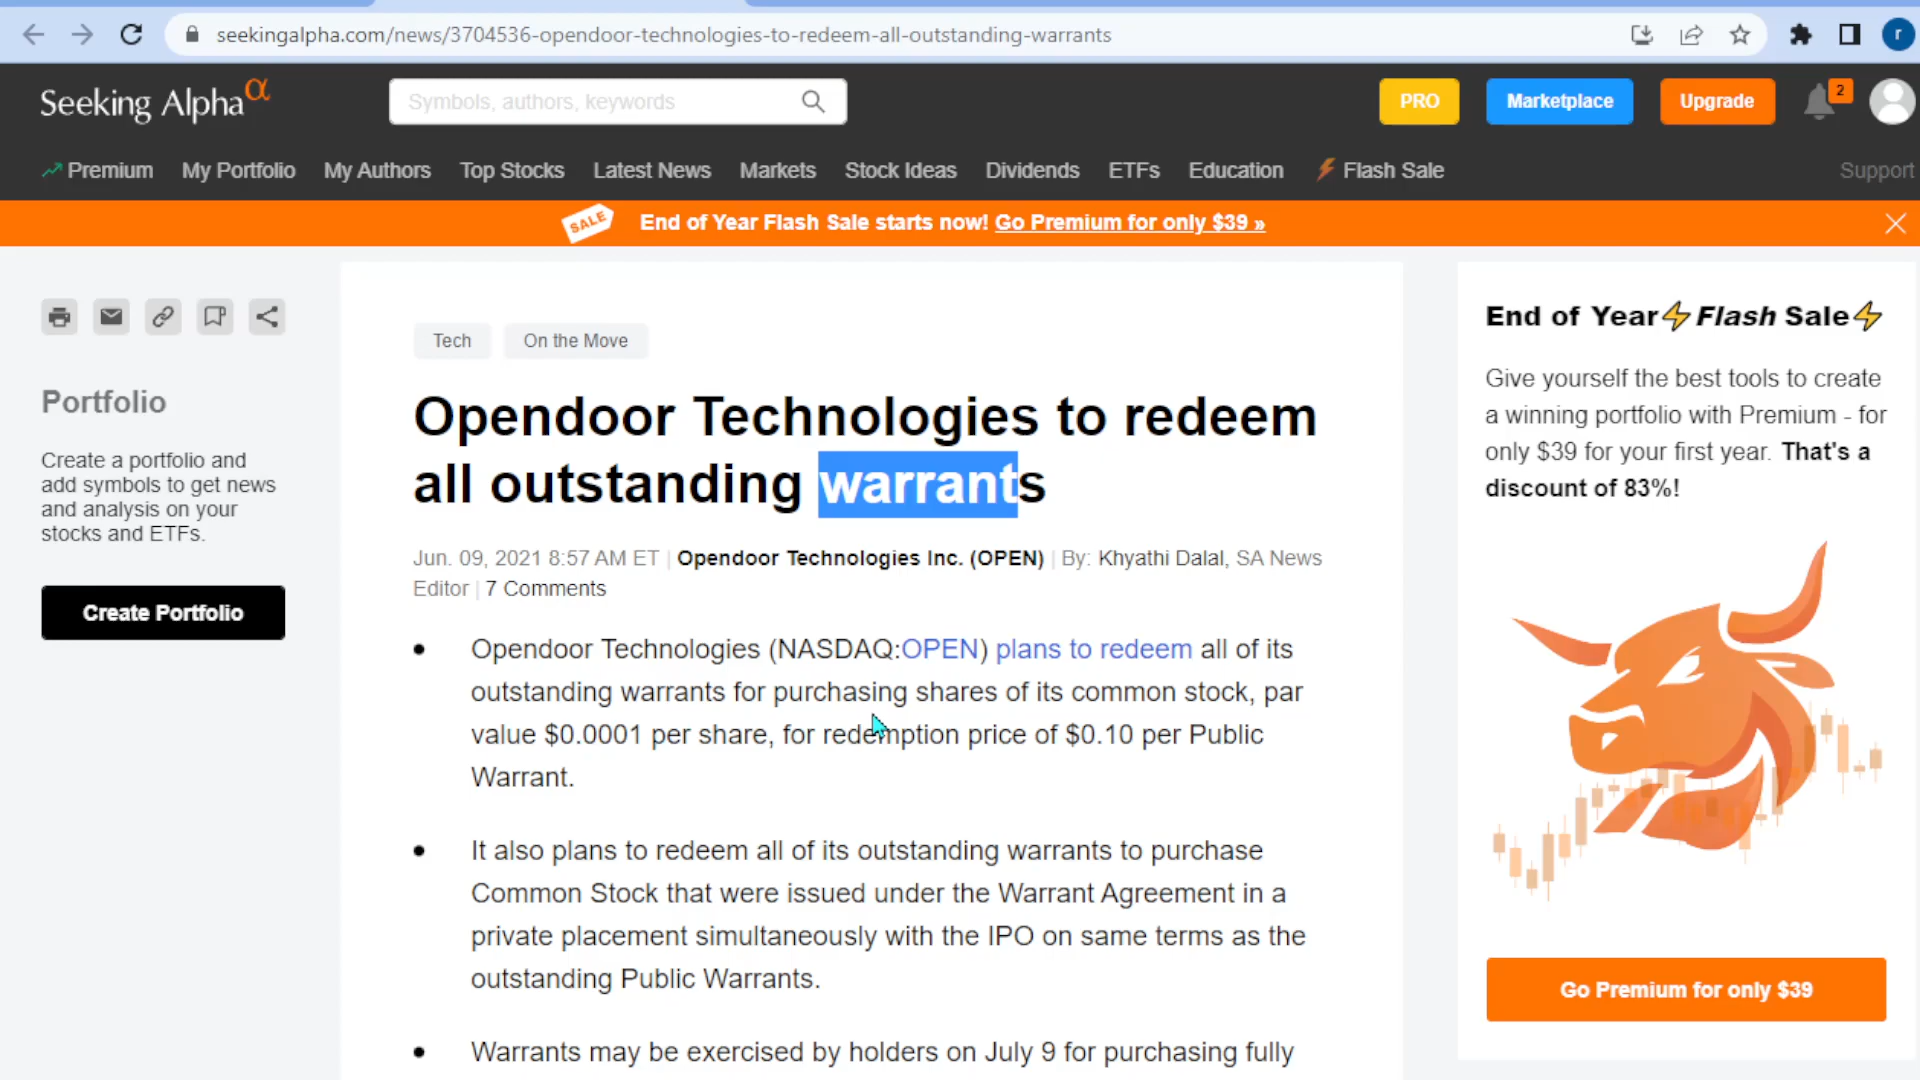 seekingalpha.com/news/3704536-opendoor-technologies-to-redeem-all-outstanding-warrants
r
Seeking Alphaα
Symbols, authors, keywords
PRO
Marketplace
Upgrade
2
Premium My Portfolio My Authors Top Stocks Latest News Markets Stock Ideas Dividends ETFs Education Flash Sale Support
SALE End of Year Flash Sale starts now! Go Premium for only $39 »
Portfolio
Create a portfolio and
add symbols to get news
and analysis on your
stocks and ETFs.
Create Portfolio
Tech On the Move
Opendoor Technologies to redeem
all outstanding warrants
Jun. 09, 2021 8:57 AM ET | Opendoor Technologies Inc. (OPEN) | By: Khyathi Dalal, SA News
Editor | 7 Comments
• Opendoor Technologies (NASDAQ:OPEN) plans to redeem all of its
outstanding warrants for purchasing shares of its common stock, par
value $0.0001 per share, for redemption price of $0.10 per Public
Warrant.
• It also plans to redeem all of its outstanding warrants to purchase
Common Stock that were issued under the Warrant Agreement in a
private placement simultaneously with the IPO on same terms as the
outstanding Public Warrants.
• Warrants may be exercised by holders on July 9 for purchasing fully
End of Year⚡Flash Sale⚡
Give yourself the best tools to create
a winning portfolio with Premium - for
only $39 for your first year. That's a
discount of 83%!
Go Premium for only $39